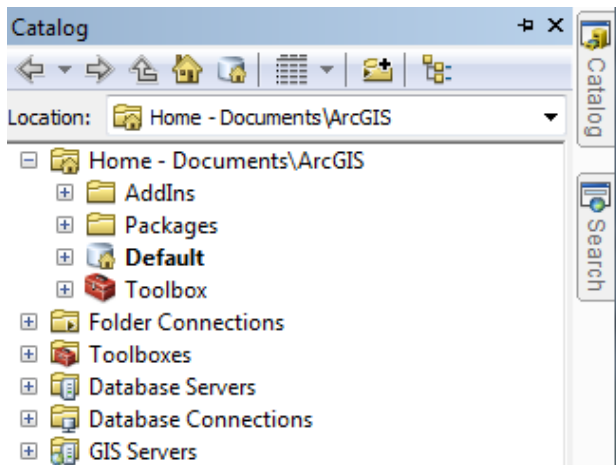 Catalog
Location: Home - Documents\ArcGIS
Home - Documents\ArcGIS
AddIns
Packages
Default
Toolbox
Folder Connections
Toolboxes
Database Servers
Database Connections
GIS Servers
Catalog
Search